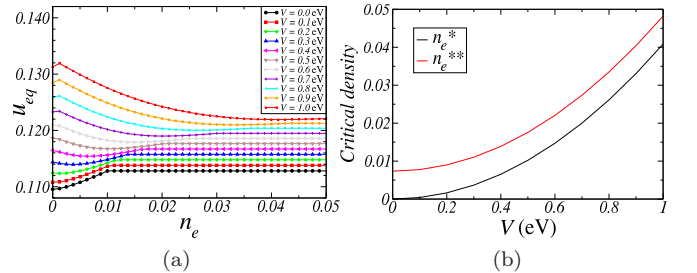 0.140
0.130
0.120
0.110
u_eq
0 0.01 0.02 0.03 0.04 0.05
n_e
V = 0.0 eV
V = 0.1 eV
V = 0.2 eV
V = 0.3 eV
V = 0.4 eV
V = 0.5 eV
V = 0.6 eV
V = 0.7 eV
V = 0.8 eV
V = 0.9 eV
V = 1.0 eV
(a)
0.05
0.04
0.03
0.02
0.01
0
Critical density
n_e*
n_e**
0 0.2 0.4 0.6 0.8 1
V (eV)
(b)